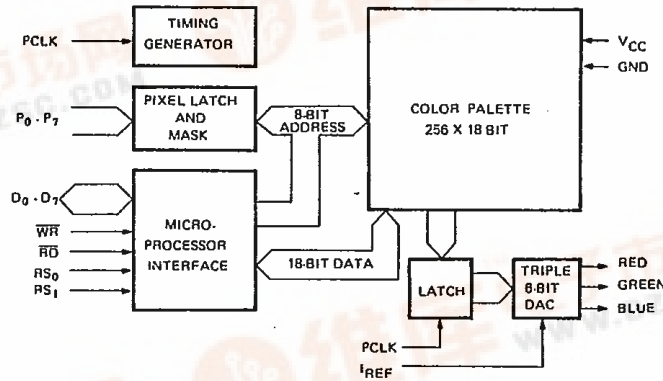 TIMING
GENERATOR
PCLK
PIXEL LATCH
AND
MASK
P0 - P7
8-BIT
ADDRESS
COLOR PALETTE
256 X 18 BIT
VCC
GND
D0 - D7
WR
RD
RS0
RS1
MICRO-
PROCESSOR
INTERFACE
18-BIT DATA
LATCH
TRIPLE
8-BIT
DAC
RED
GREEN
BLUE
PCLK
IREF